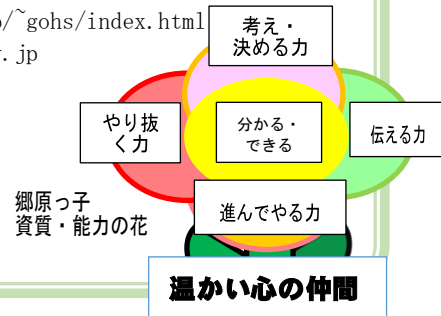 o/~gohs/index.html
.jp
考え・
決める力
やり抜
く力
分かる・
できる
伝える力
進んでやる力
郷原っ子
資質・能力の花
温かい心の仲間